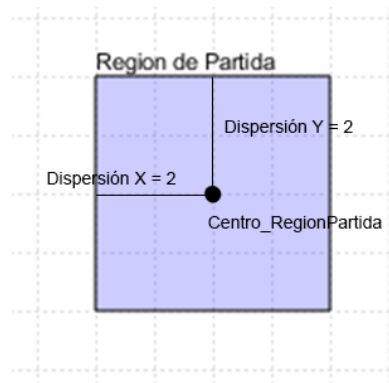 Region de Partida
Dispersión Y = 2
Dispersión X = 2
Centro_RegionPartida